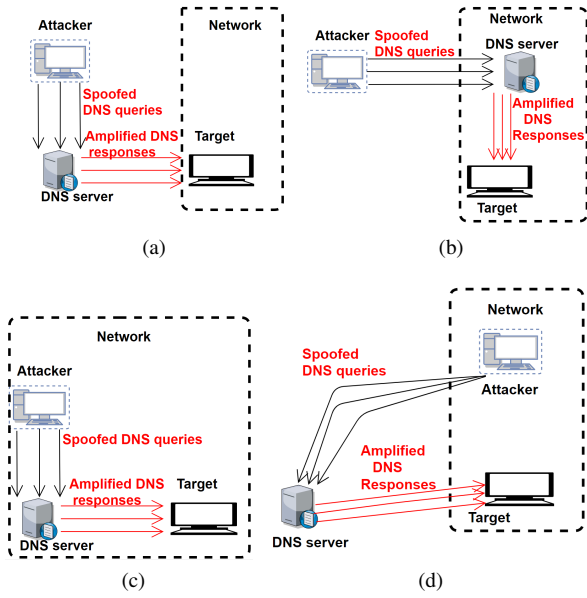 Attacker
Network
Spoofed
DNS queries
Amplified DNS
responses
Target
DNS server
(a)
Network
Attacker
Spoofed
DNS queries
DNS server
Amplified
DNS
Responses
Target
(b)
Network
Attacker
Spoofed DNS queries
Amplified DNS
responses
Target
DNS server
(c)
Network
Spoofed
DNS queries
Attacker
Amplified
DNS
Responses
Target
DNS server
(d)